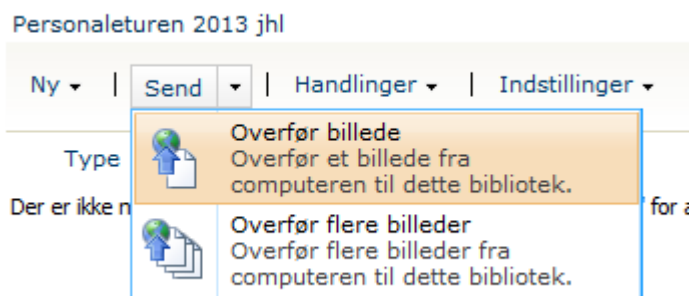 Personaleturen 2013 jhl
Ny Send Handlinger Indstillinger
Type
Overfør billede
Overfør et billede fra
computeren til dette bibliotek.
Der er ikke for
Overfør flere billeder
Overfør flere billeder fra
computeren til dette bibliotek.